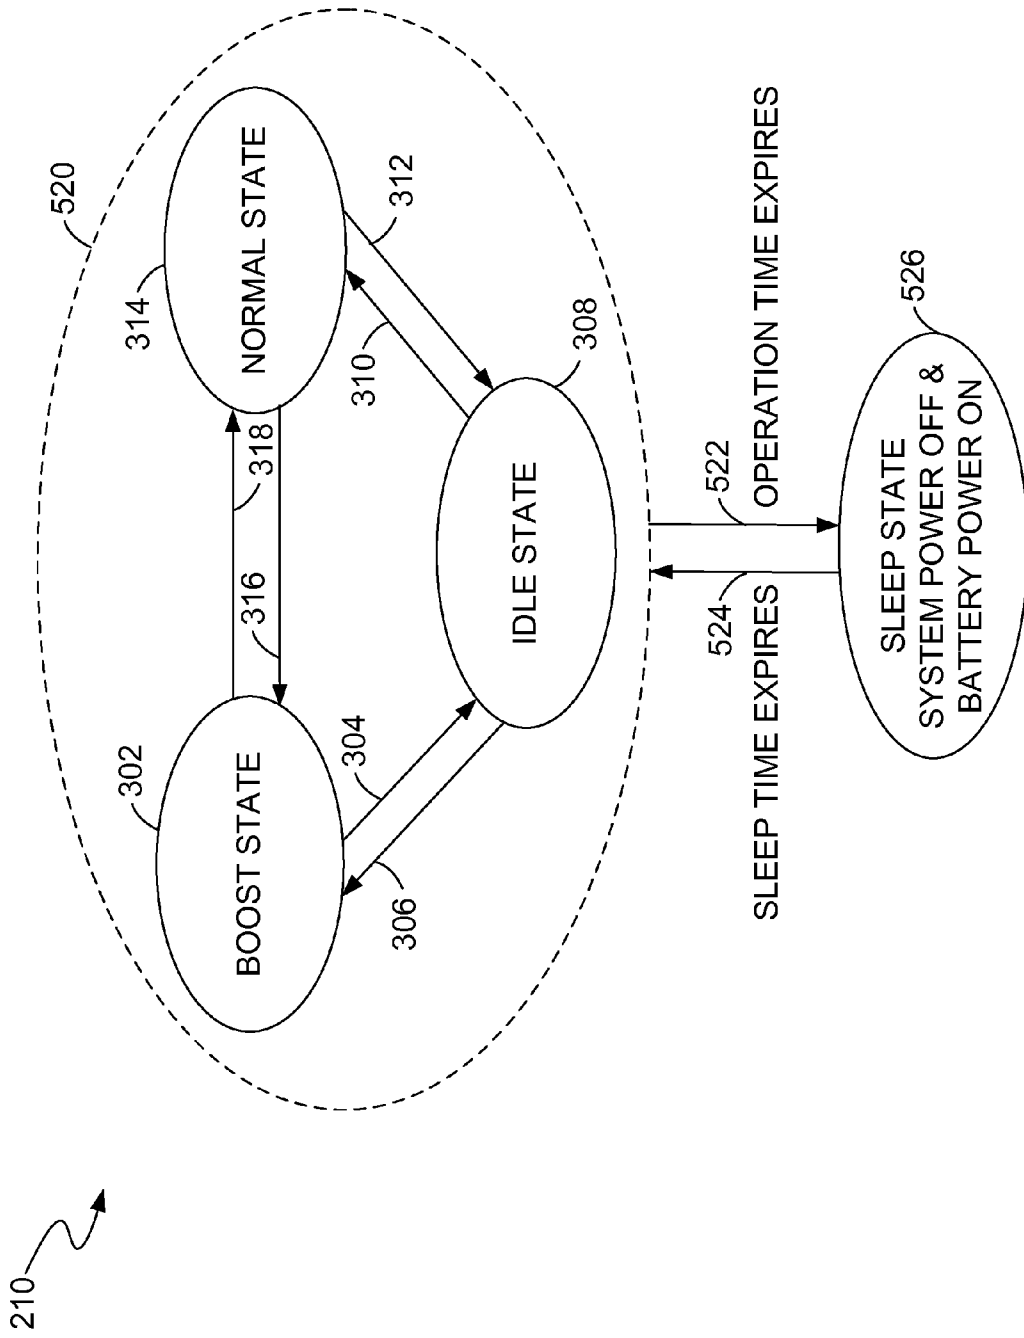 210
520
302
314
BOOST STATE
316
318
NORMAL STATE
304
310
306
312
IDLE STATE
308
524
522
SLEEP TIME EXPIRES
OPERATION TIME EXPIRES
SLEEP STATE
SYSTEM POWER OFF &
BATTERY POWER ON
526